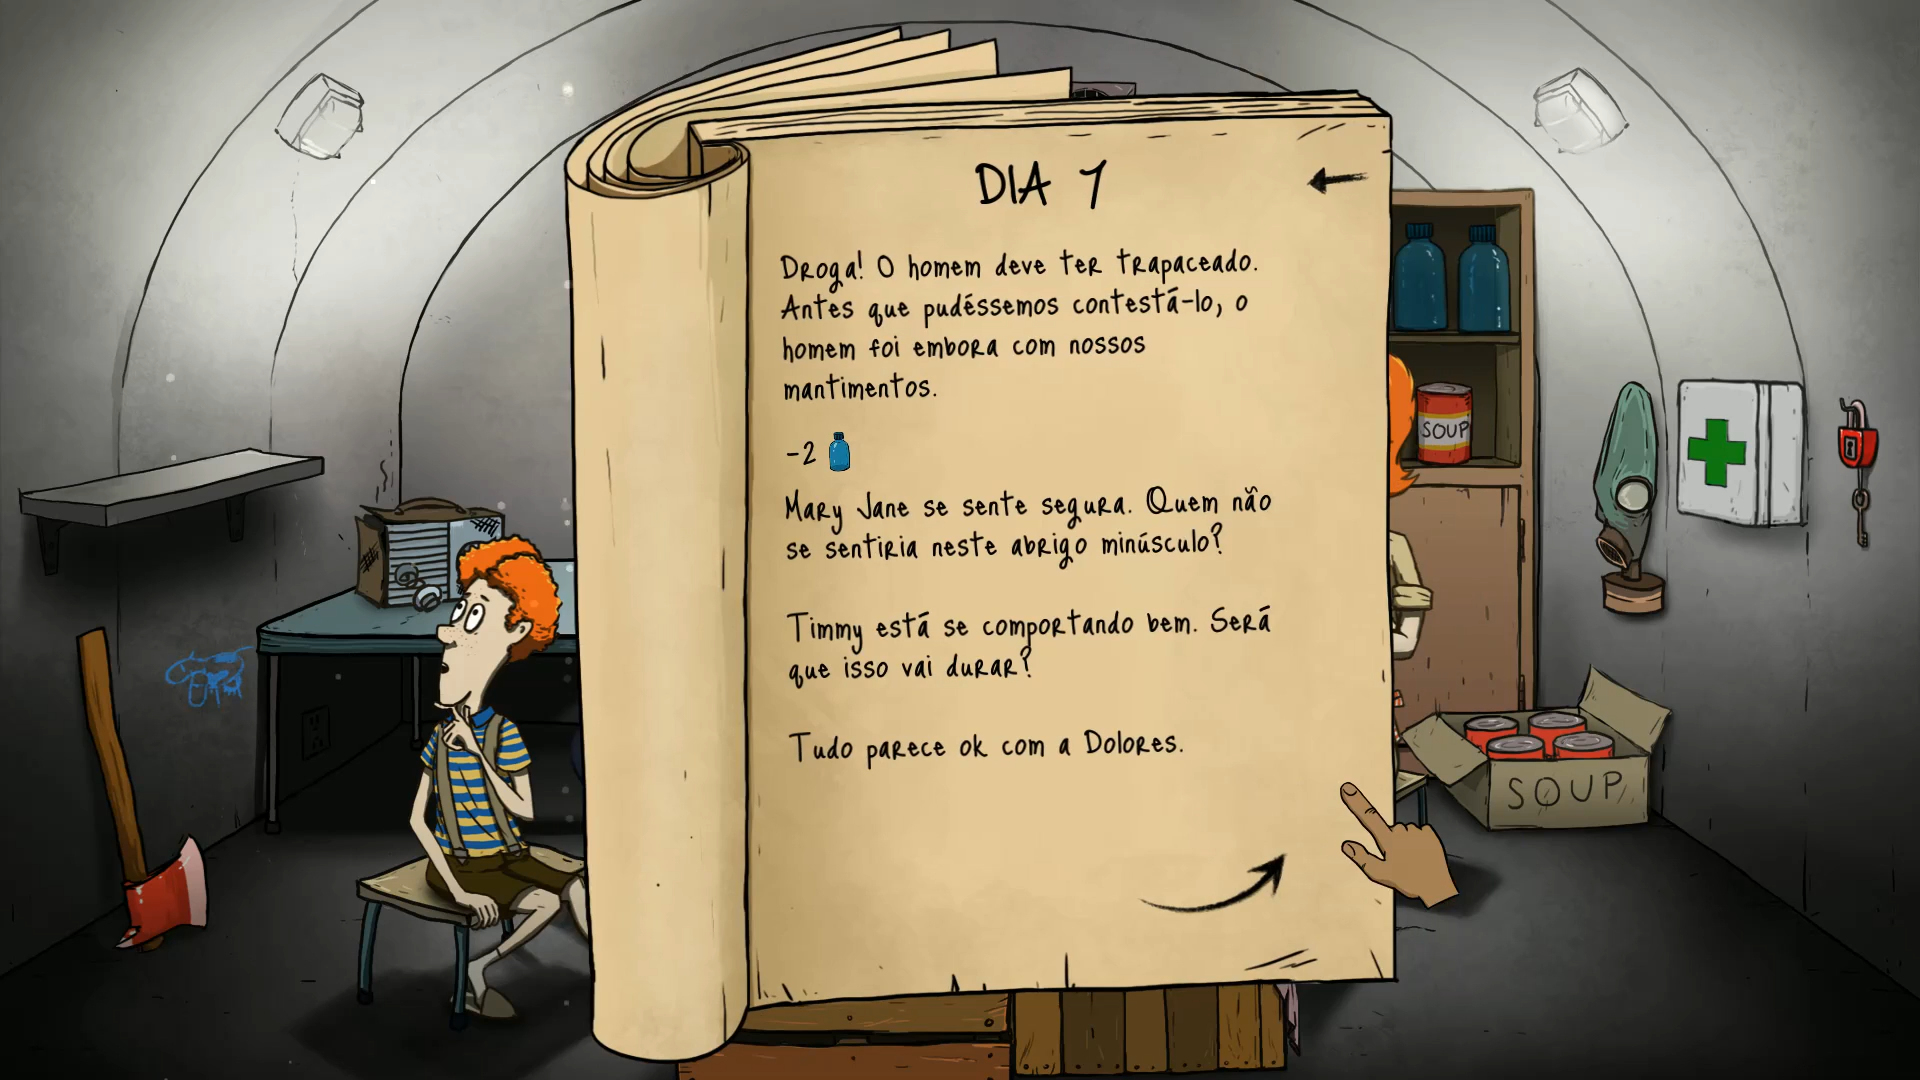 DIA 7
Droga! O homem deve ter trapaceado.
Antes que pudéssemos contestá-lo, o
homem foi embora com nossos
mantimentos.
-2
Mary Jane se sente segura. Quem não
se sentiria neste abrigo minúsculo?
Timmy está se comportando bem. Será
que isso vai durar?
Tudo parece ok com a Dolores.
SOUP
SOUP